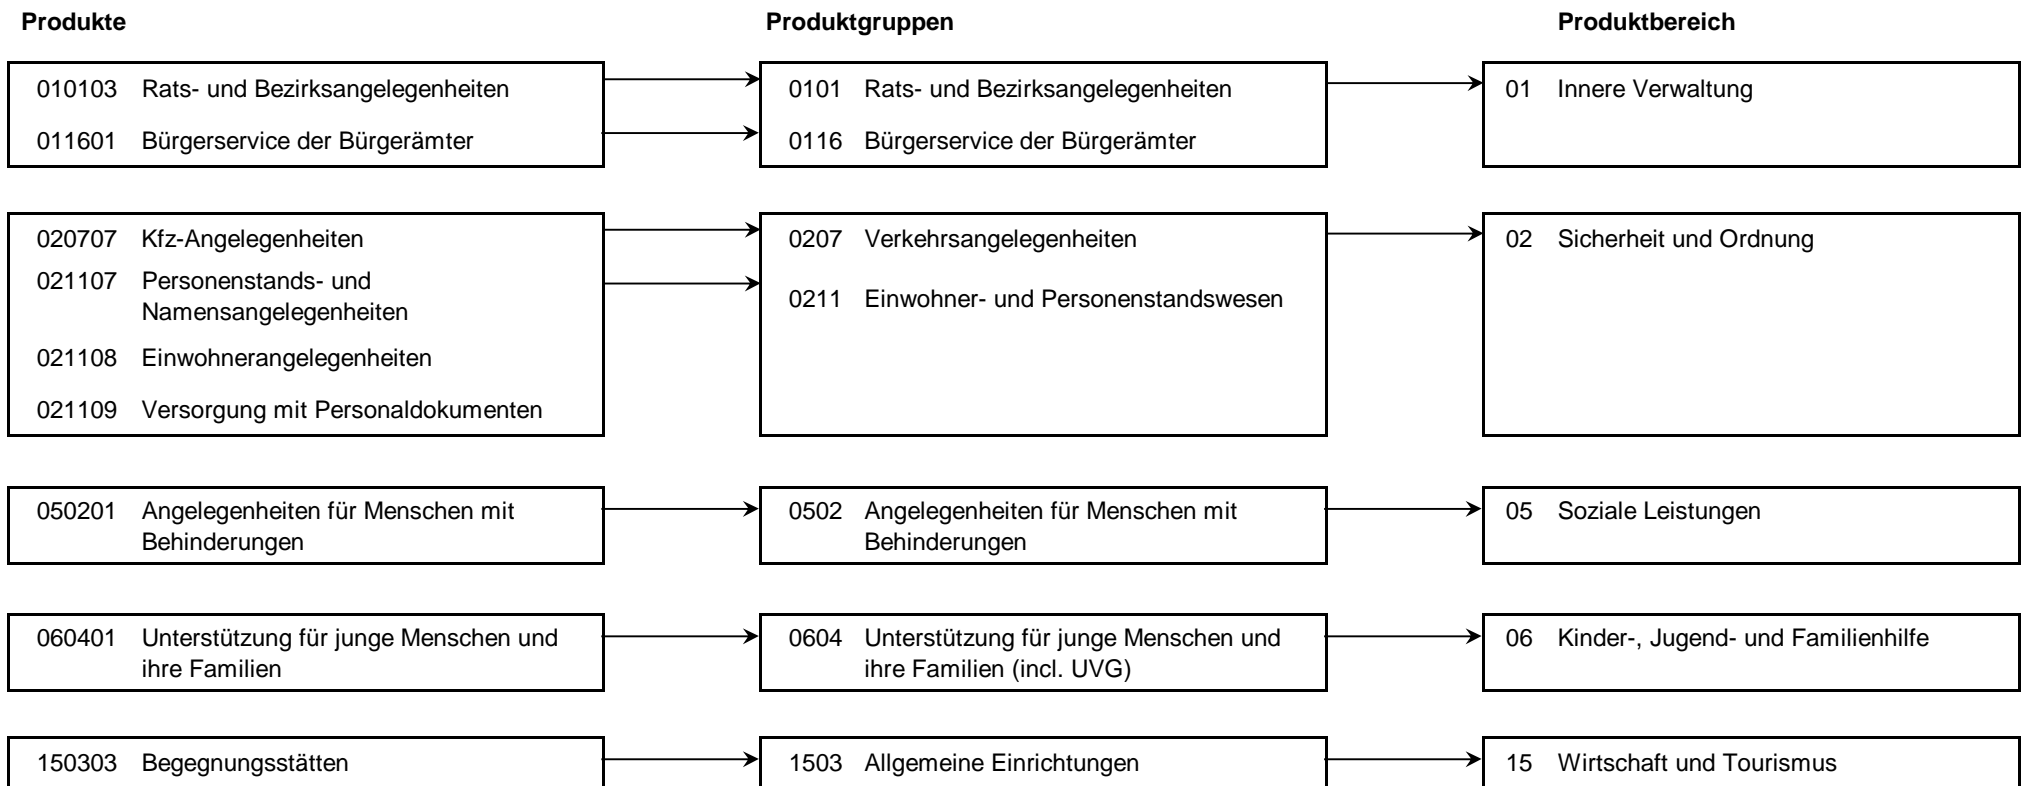 Produkte Produktgruppen Produktbereich
010103 Rats- und Bezirksangelegenheiten 0101 Rats- und Bezirksangelegenheiten 01 Innere Verwaltung
011601 Bürgerservice der Bürgerämter 0116 Bürgerservice der Bürgerämter
020707 Kfz-Angelegenheiten 0207 Verkehrsangelegenheiten 02 Sicherheit und Ordnung
021107 Personenstands- und
Namensangelegenheiten
0211 Einwohner- und Personenstandswesen
021108 Einwohnerangelegenheiten
021109 Versorgung mit Personaldokumenten
050201 Angelegenheiten für Menschen mit
Behinderungen
0502 Angelegenheiten für Menschen mit
Behinderungen
05 Soziale Leistungen
060401 Unterstützung für junge Menschen und
ihre Familien
0604 Unterstützung für junge Menschen und
ihre Familien (incl. UVG)
06 Kinder-, Jugend- und Familienhilfe
150303 Begegnungsstätten 1503 Allgemeine Einrichtungen 15 Wirtschaft und Tourismus